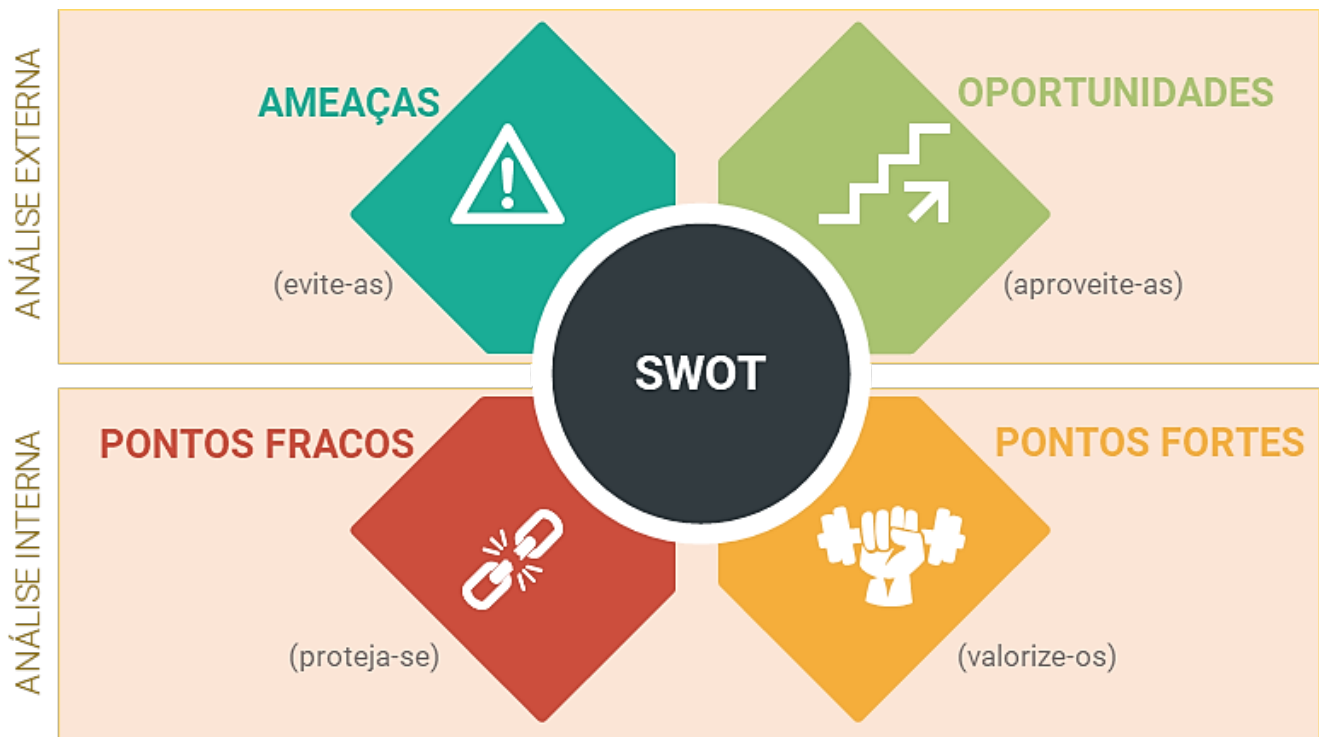 ANÁLISE EXTERNA
AMEAÇAS
(evite-as)
OPORTUNIDADES
(aproveite-as)
SWOT
ANÁLISE INTERNA
PONTOS FRACOS
(proteja-se)
PONTOS FORTES
(valorize-os)